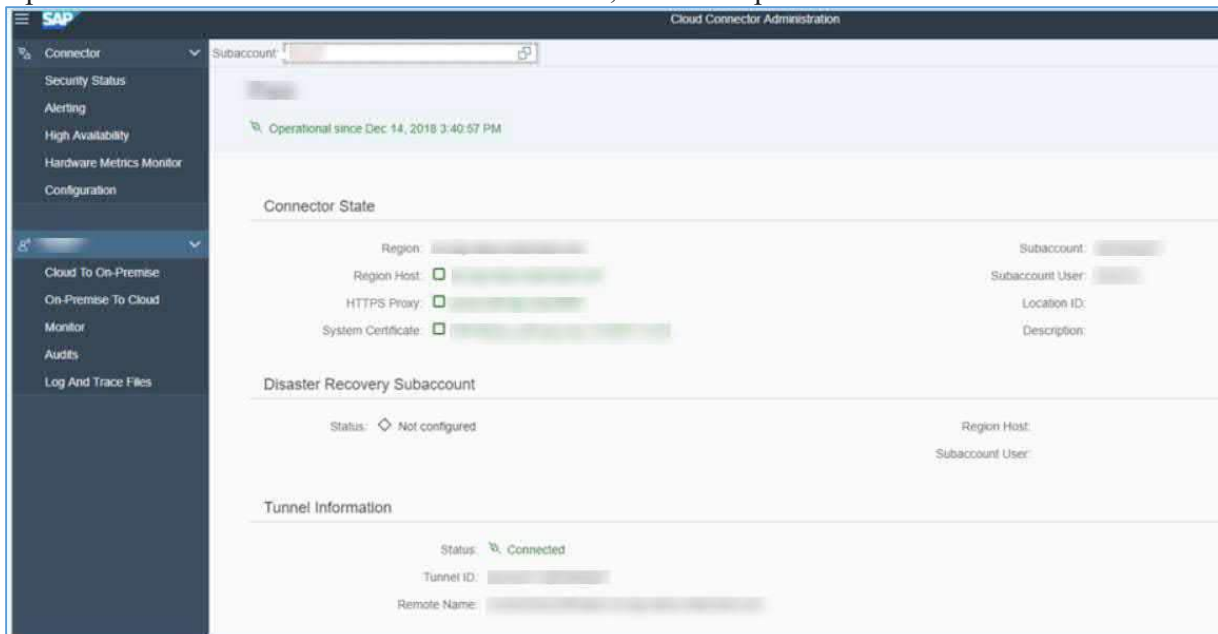 SAP
Cloud Connector Administration
Connector
Subaccount:
Security Status
Alerting
High Availability
Hardware Metrics Monitor
Configuration
Cloud To On-Premise
On-Premise To Cloud
Monitor
Audits
Log And Trace Files
Operational since Dec 14, 2018 3:40:57 PM
Connector State
Region:
Subaccount:
Region Host:
Subaccount User:
HTTPS Proxy:
Location ID:
System Certificate:
Description:
Disaster Recovery Subaccount
Status: Not configured
Region Host:
Subaccount User:
Tunnel Information
Status: Connected
Tunnel ID:
Remote Name: